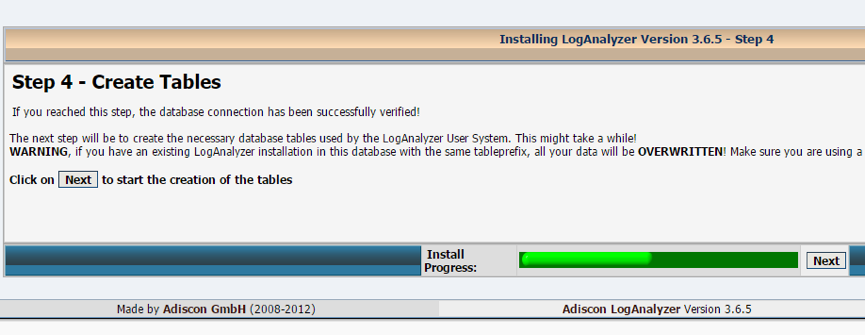 Installing LogAnalyzer Version 3.6.5 - Step 4
Step 4 - Create Tables
If you reached this step, the database connection has been successfully verified!
The next step will be to create the necessary database tables used by the LogAnalyzer User System. This might take a while!
WARNING, if you have an existing LogAnalyzer installation in this database with the same tableprefix, all your data will be OVERWRITTEN! Make sure you are using a
Click on Next to start the creation of the tables
Install
Progress:
Next
Made by Adiscon GmbH (2008-2012)
Adiscon LogAnalyzer Version 3.6.5